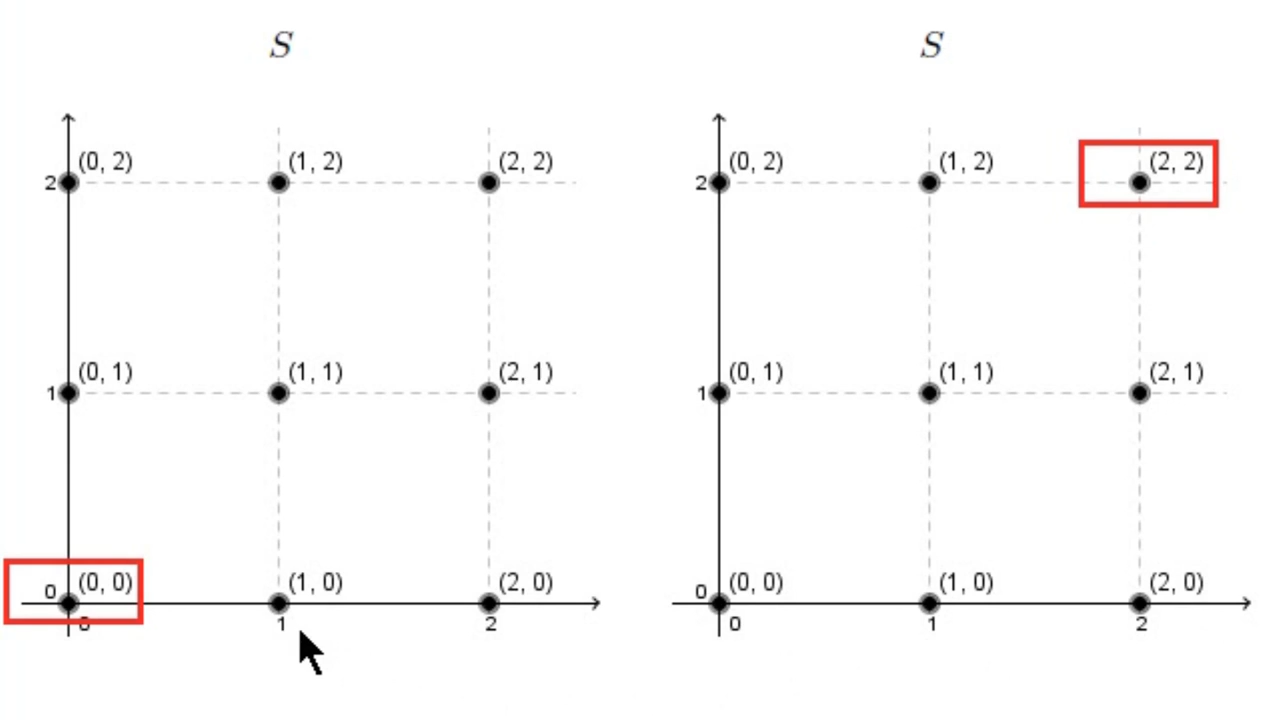 S
S
(0, 2) (1, 2) (2, 2)
2
(0, 1) (1, 1) (2, 1)
1
(0, 0) (1, 0) (2, 0)
0
0 1 2
(0, 2) (1, 2) (2, 2)
2
(0, 1) (1, 1) (2, 1)
1
(0, 0) (1, 0) (2, 0)
0
0 1 2